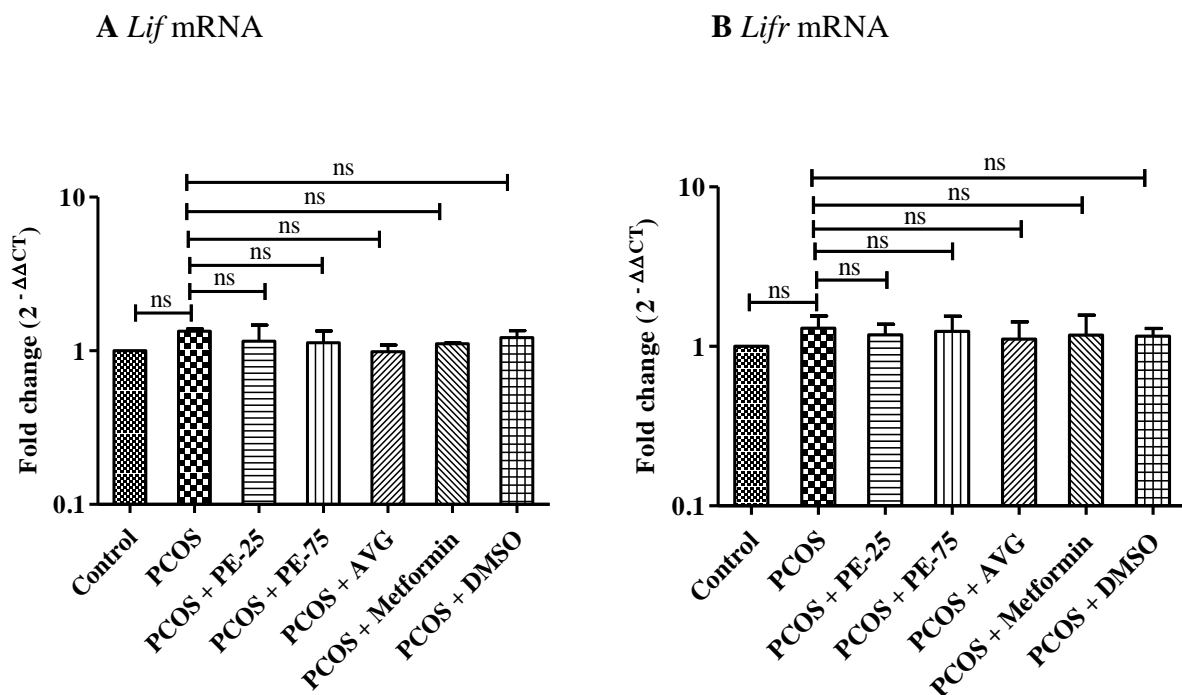 A Lif mRNA
ns
ns
ns
ns
ns
ns
10
1
0.1
Fold change (2 - ΔΔCT)
Control
PCOS
PCOS + PE-25
PCOS + PE-75
PCOS + AVG
PCOS + Metformin
PCOS + DMSO
B Lifr mRNA
ns
ns
ns
ns
ns
ns
10
1
0.1
Fold change (2 - ΔΔCT)
Control
PCOS
PCOS + PE-25
PCOS + PE-75
PCOS + AVG
PCOS + Metformin
PCOS + DMSO